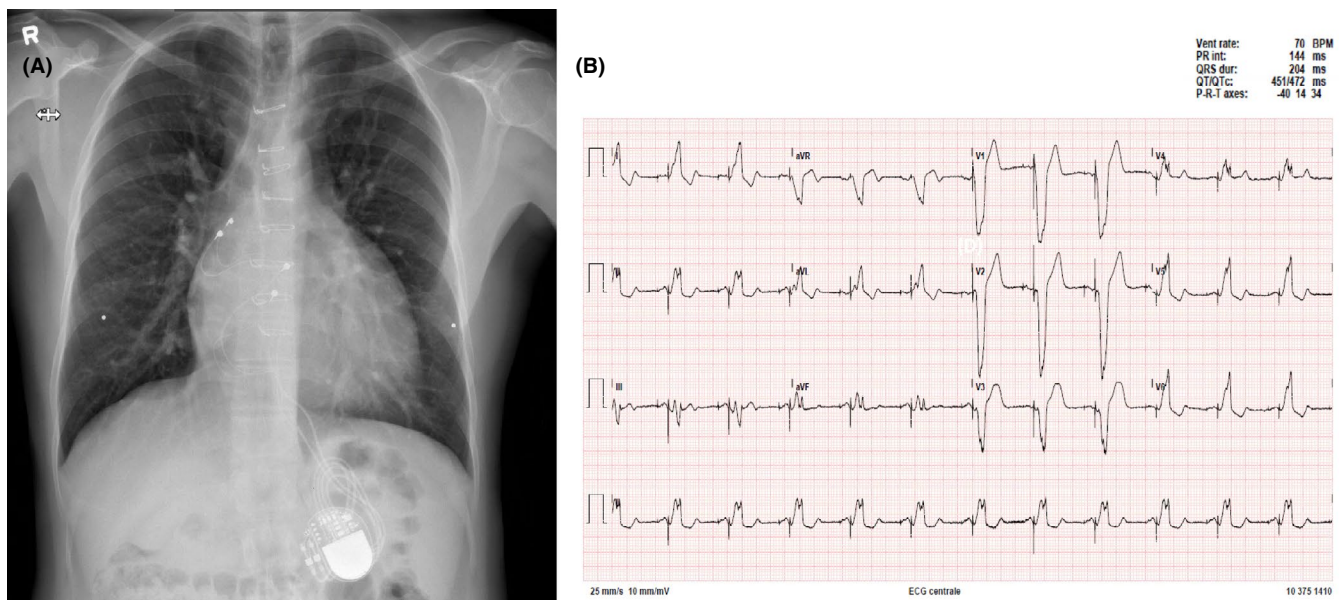 R
(A)
(B)
Vent rate: 70 BPM
PR int: 144 ms
QRS dur: 204 ms
QT/QTc: 451/472 ms
P-R-T axes: -40 14 34
I
aVR
V1
V4
(D)
II
aVL
V2
V5
III
aVF
V3
V6
II
25 mm/s 10 mm/mV
ECG centrale
10 375 1410